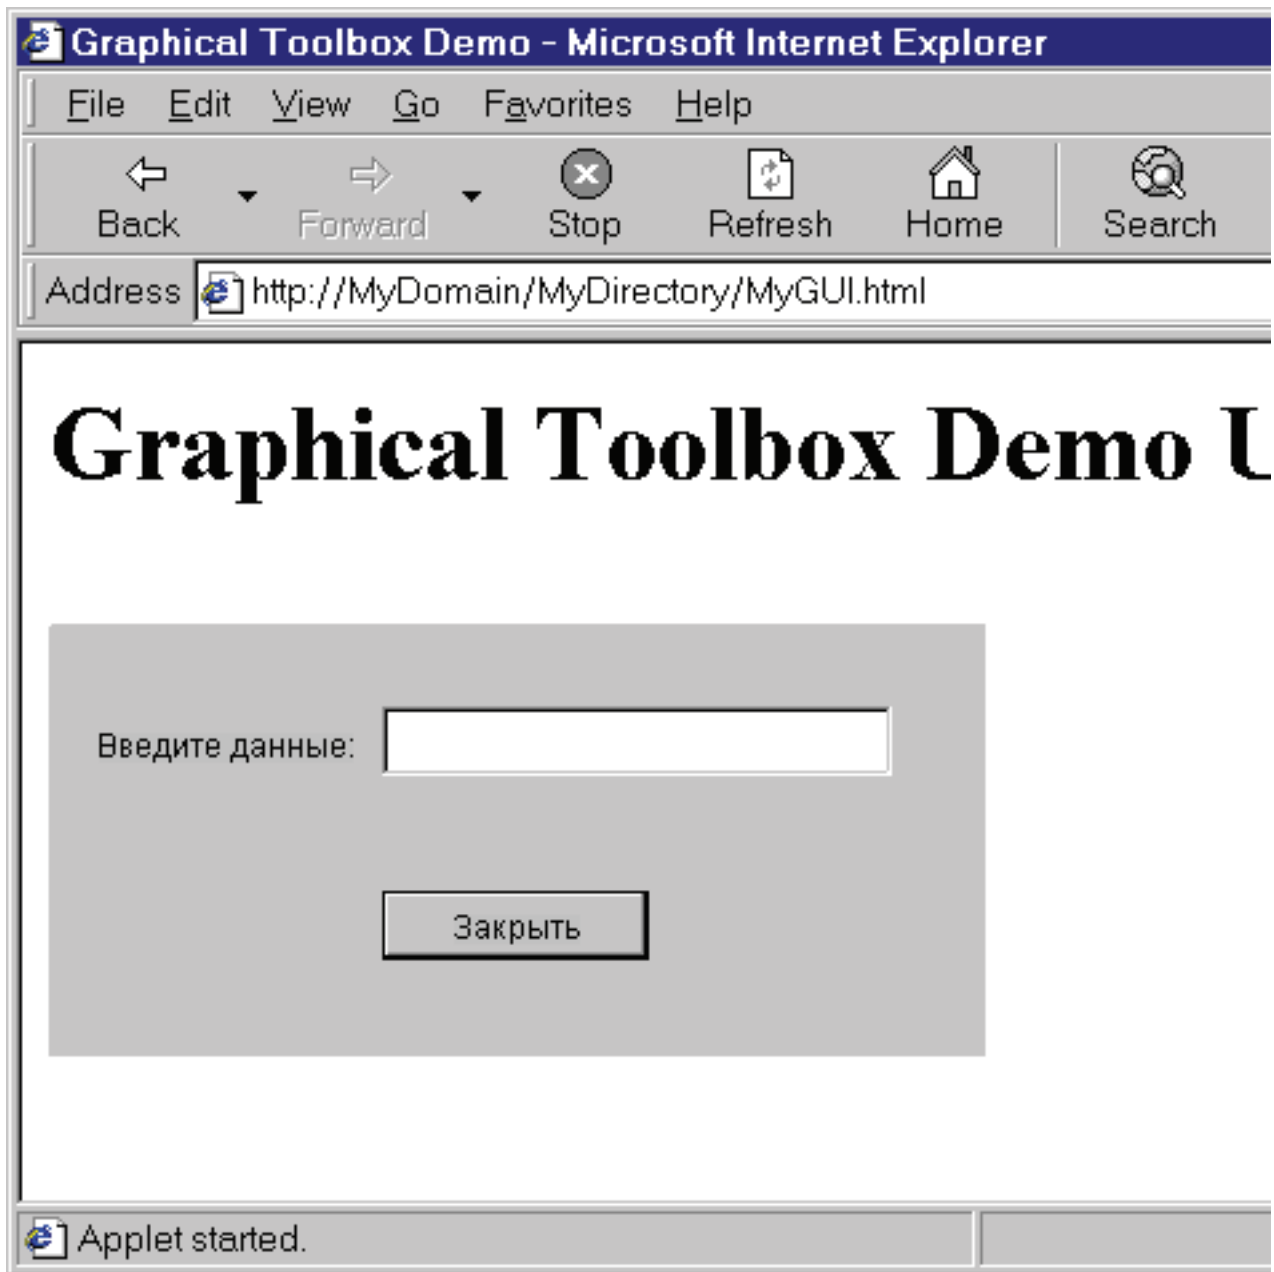 Graphical Toolbox Demo - Microsoft Internet Explorer
File Edit View Go Favorites Help
Back Forward Stop Refresh Home Search
Address http://MyDomain/MyDirectory/MyGUI.html
Graphical Toolbox Demo
Введите данные:
Закрыть
Applet started.